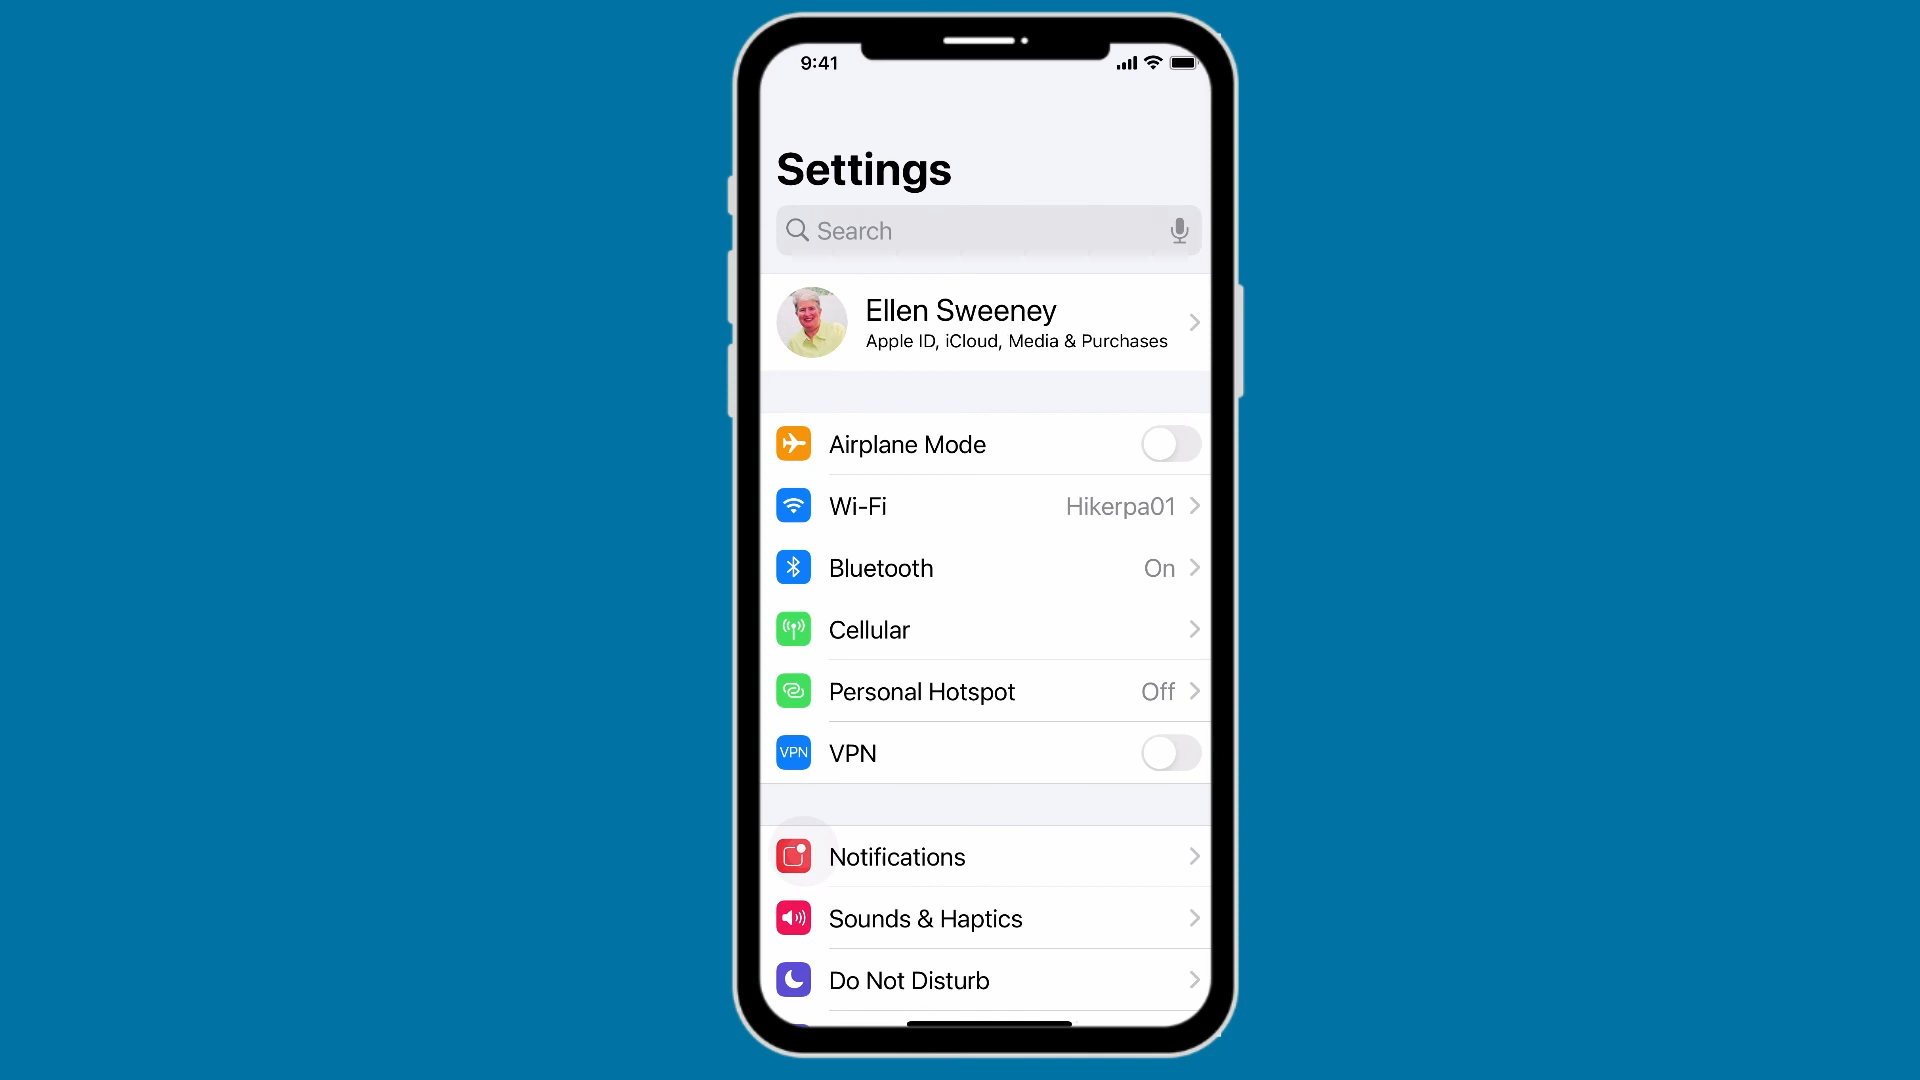 9:41
Settings
Search
Ellen Sweeney
Apple ID, iCloud, Media & Purchases
Airplane Mode
Wi-Fi Hikerpa01
Bluetooth On
Cellular
Personal Hotspot Off
VPN VPN
Notifications
Sounds & Haptics
Do Not Disturb